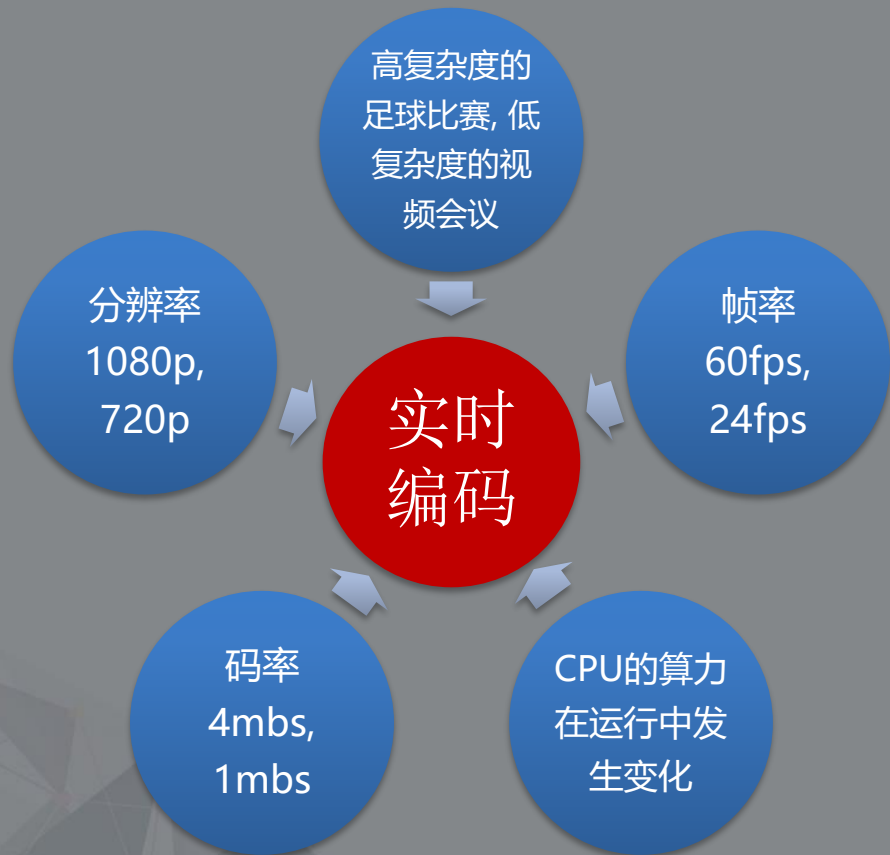 高复杂度的
足球比赛, 低
复杂度的视
频会议
分辨率
1080p,
720p
帧率
60fps,
24fps
实时
编码
码率
4mbs,
1mbs
CPU的算力
在运行中发
生变化